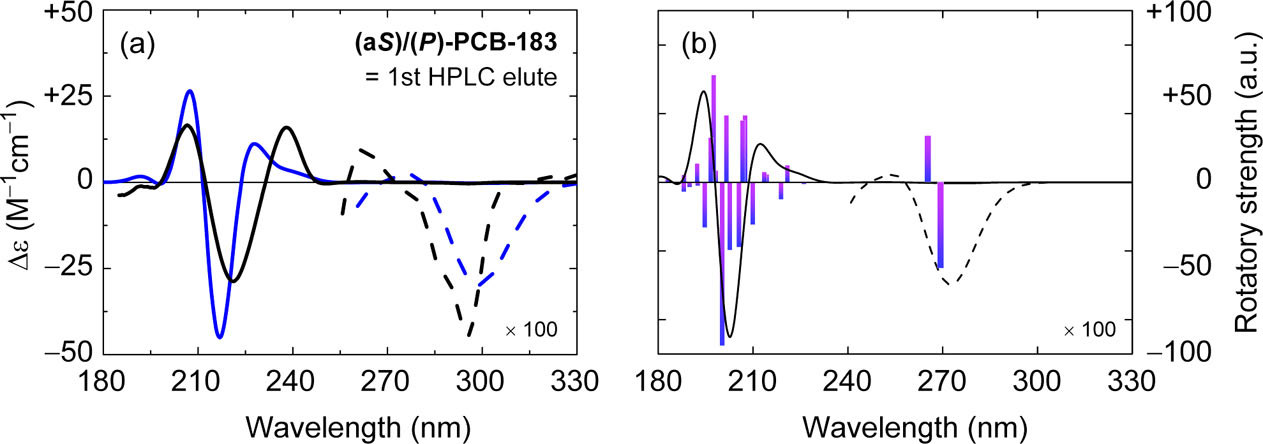 +50
+25
0
−25
−50
Δε (M⁻¹cm⁻¹)
(a)
(aS)/(P)-PCB-183
= 1st HPLC elute
× 100
180 210 240 270 300 330
Wavelength (nm)
(b)
× 100
180 210 240 270 300 330
Wavelength (nm)
+100
+50
0
−50
−100
Rotatory strength (a.u.)